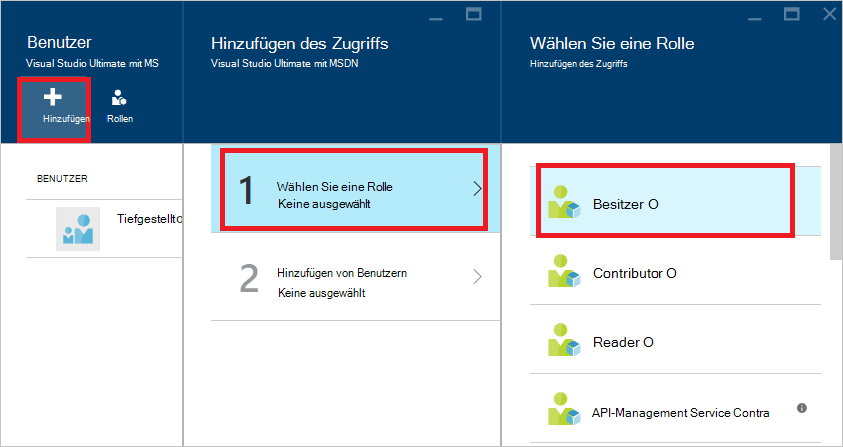 Benutzer
Visual Studio Ultimate mit MS
Hinzufügen
Rollen
BENUTZER
Tiefgestelltc
Hinzufügen des Zugriffs
Visual Studio Ultimate mit MSDN
1
Wählen Sie eine Rolle
Keine ausgewählt
2
Hinzufügen von Benutzern
Keine ausgewählt
Wählen Sie eine Rolle
Hinzufügen des Zugriffs
Besitzer O
Contributor O
Reader O
API-Management Service Contra